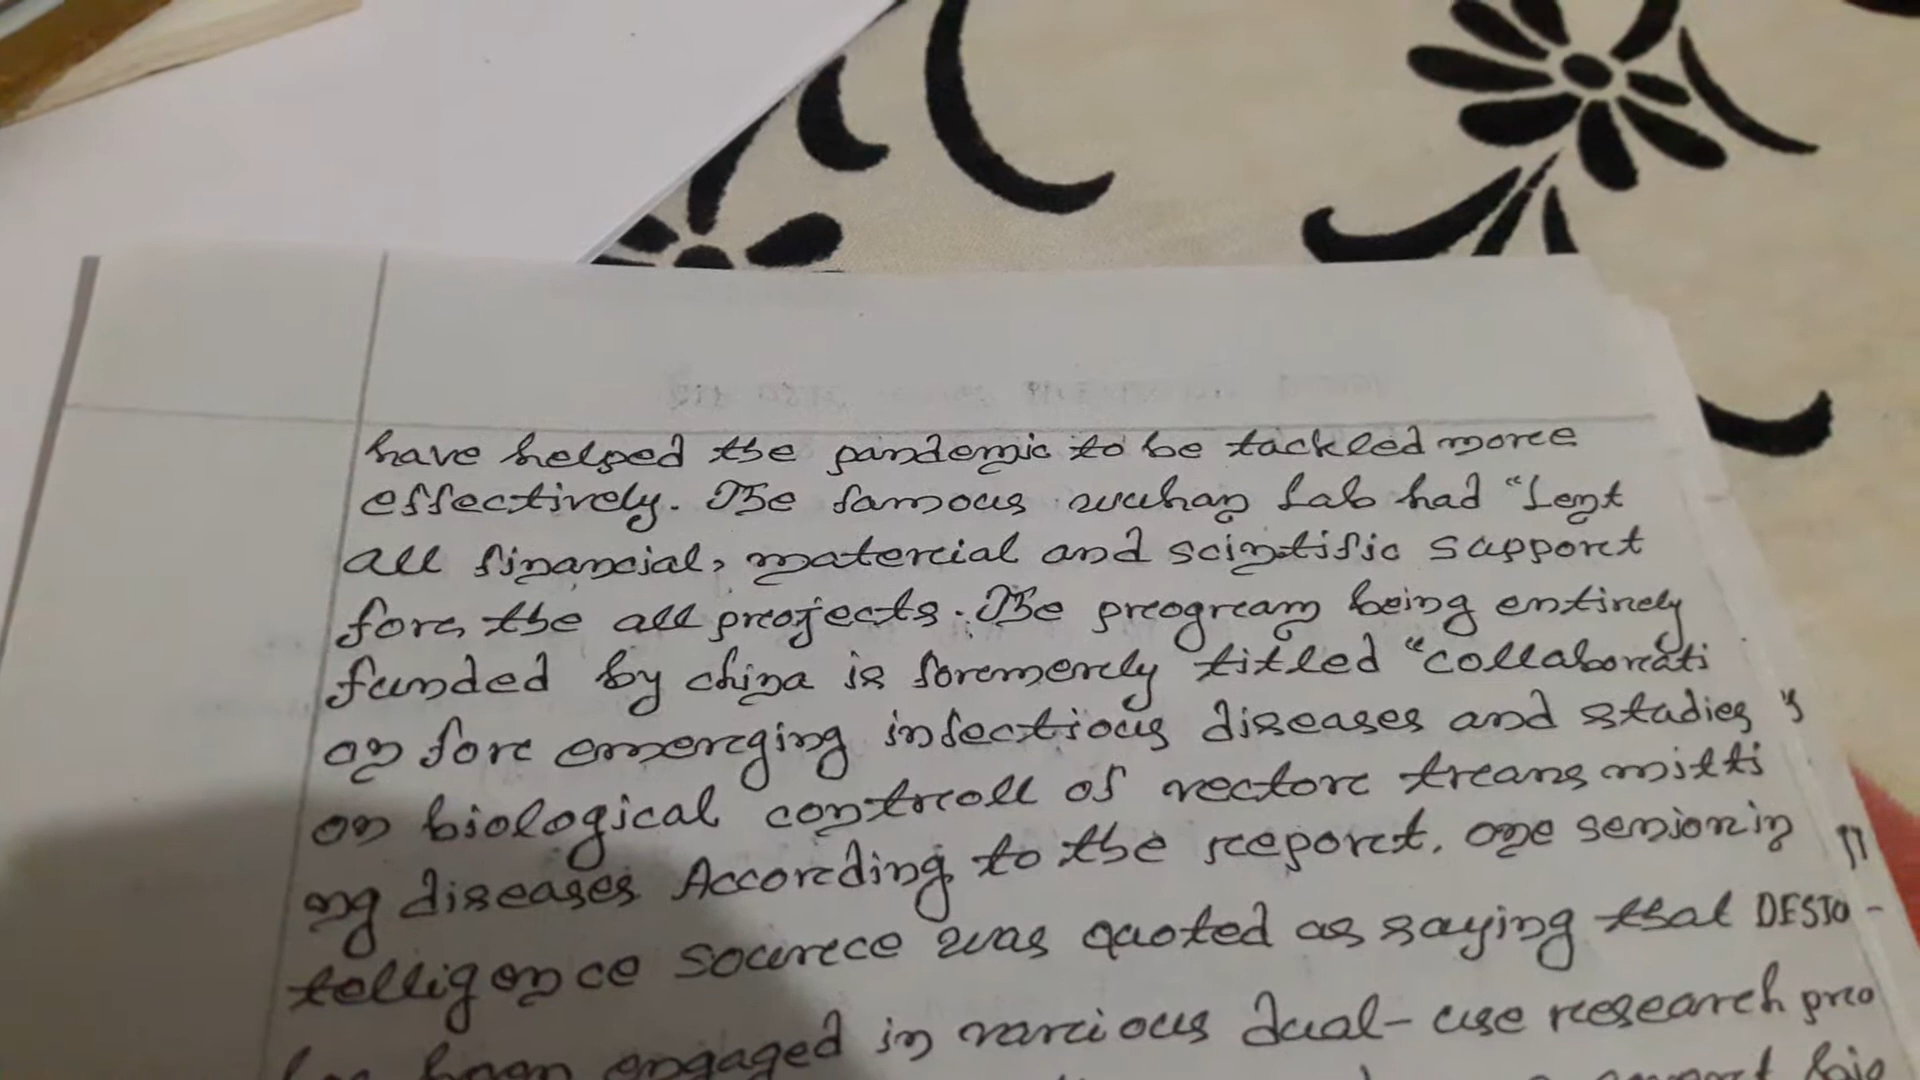 have helped the pandemic to be tackled more
effectively. The famous wuhan Lab had "Lent
all financial, material and scintific support
for, the all projects. The program being entirely
funded by china is foremerly titled "collaborati
on for emerging infectious diseases and studies
on biological controll of vector transmitti
ng diseases. According to the report. one senior in
telligence source was quoted as saying that DESTO-
been engaged in various dual-use research pro